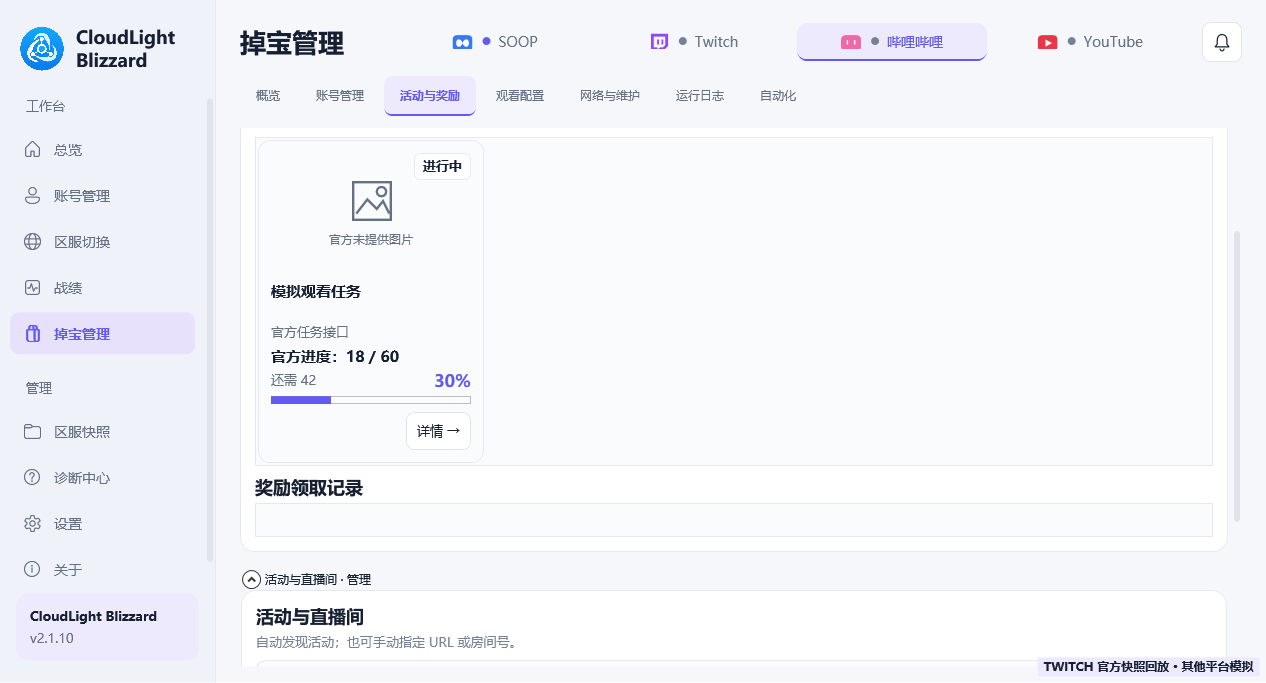 CloudLight
Blizzard
工作台
总览
账号管理
区服切换
战绩
掉宝管理
管理
区服快照
诊断中心
设置
关于
CloudLight Blizzard
v2.1.10
掉宝管理
SOOP
Twitch
哔哩哔哩
YouTube
概览
账号管理
活动与奖励
观看配置
网络与维护
运行日志
自动化
进行中
官方未提供图片
模拟观看任务
官方任务接口
官方进度：18 / 60
还需 42
30%
详情 →
奖励领取记录
活动与直播间 · 管理
活动与直播间
自动发现活动；也可手动指定 URL 或房间号。
TWITCH 官方快照回放 • 其他平台模拟